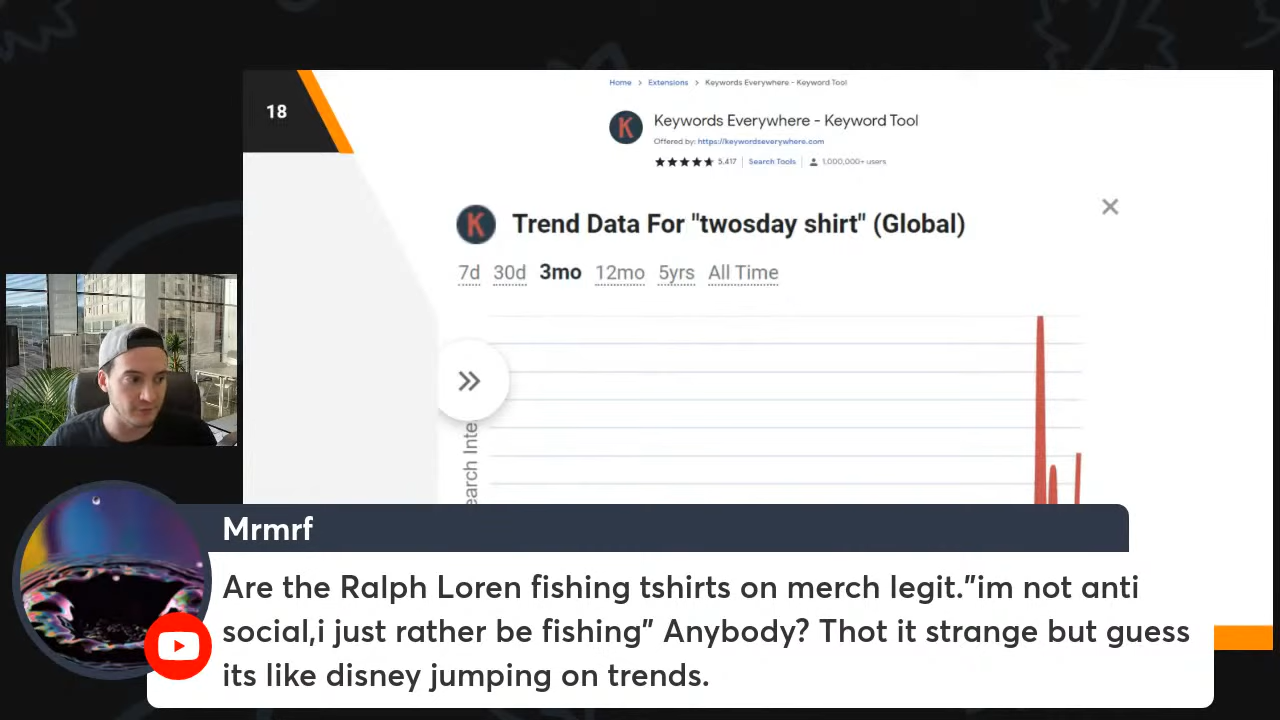 18
Home > Extensions > Keywords Everywhere - Keyword Tool
K
Keywords Everywhere - Keyword Tool
Offered by: https://keywordseverywhere.com
5,417 | Search Tools | 1,000,000+ users
K
Trend Data For "twosday shirt" (Global)
7d 30d 3mo 12mo 5yrs All Time
earch Inte
Mrmrf
Are the Ralph Loren fishing tshirts on merch legit."im not anti
social,i just rather be fishing" Anybody? Thot it strange but guess
its like disney jumping on trends.